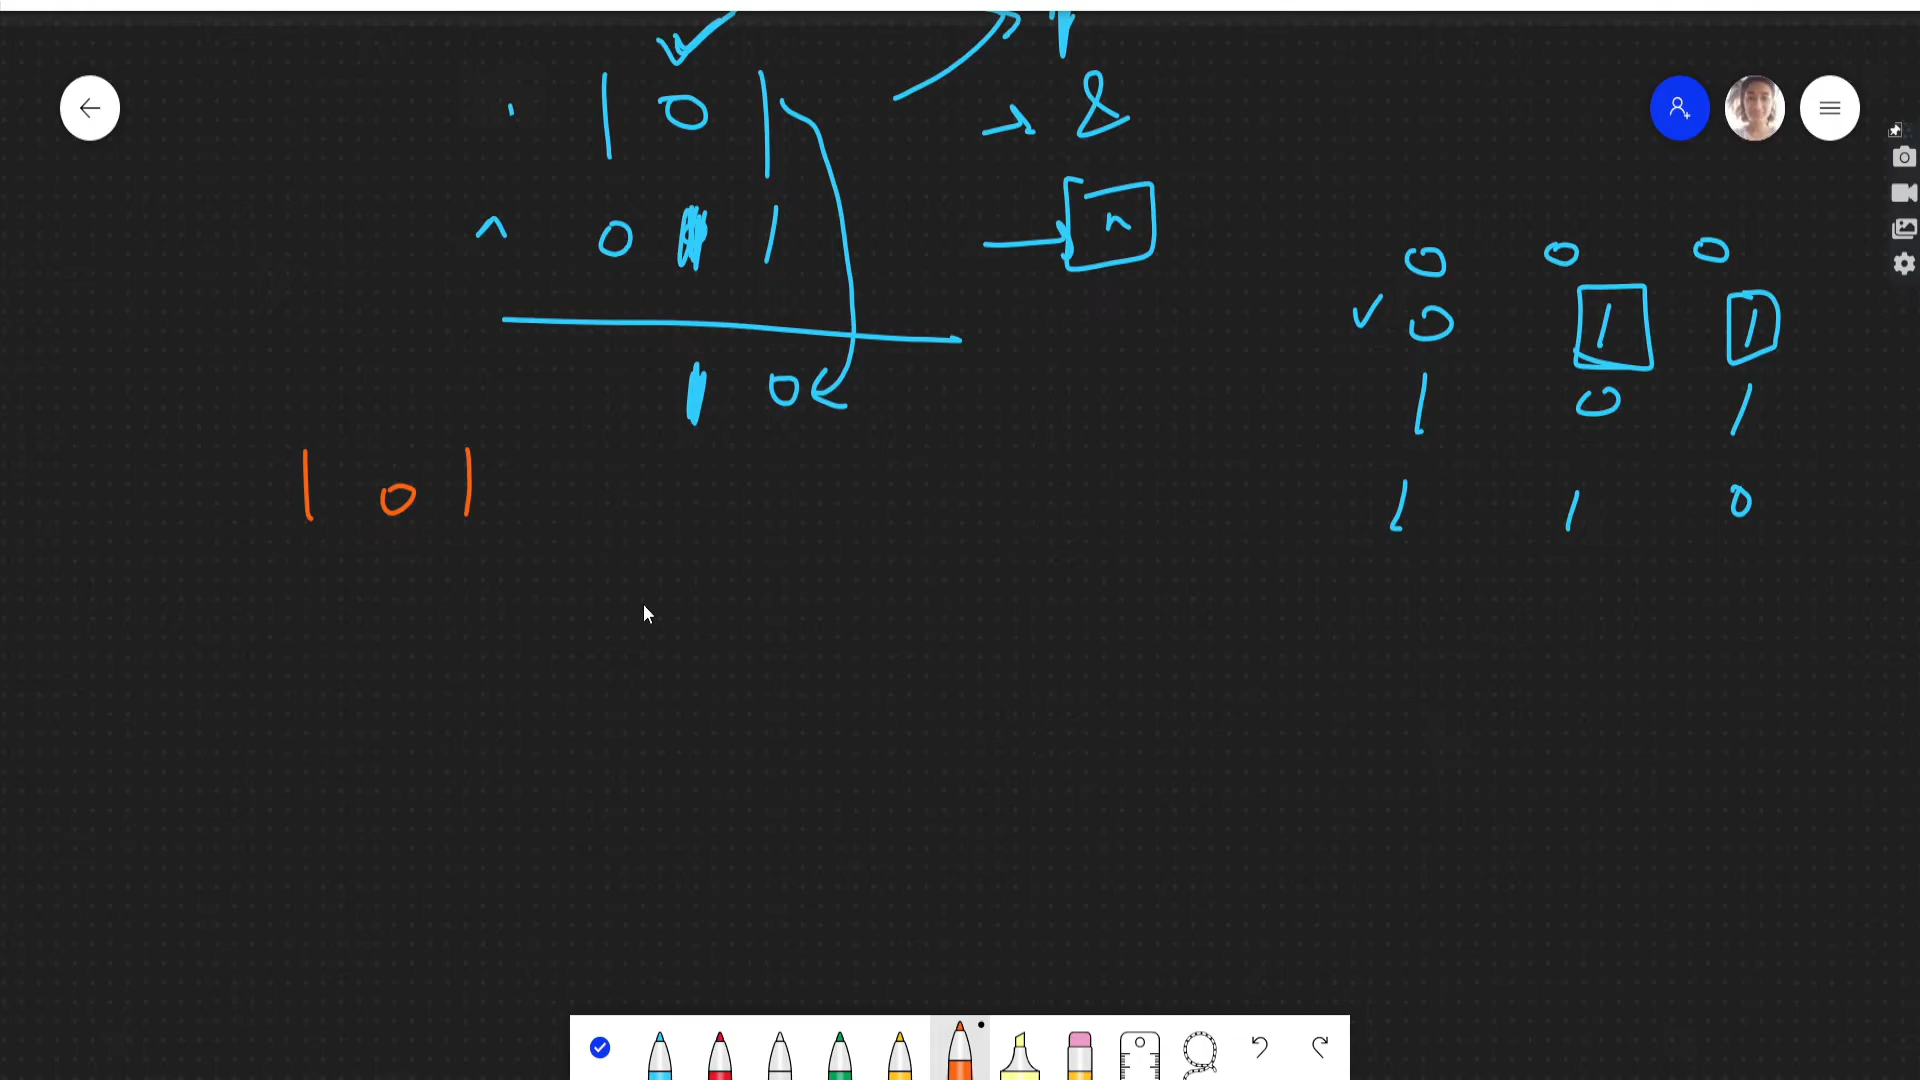 1 0 1 → &
^ 0 1 1 → ^
1 0
0 0 0
✓ 0 1 1
1 0 1
1 1 0
1 0 1